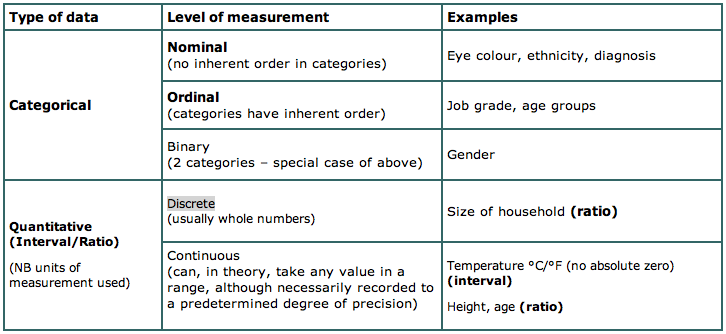 Type of data
Level of measurement
Examples
Categorical
Nominal
(no inherent order in categories)
Eye colour, ethnicity, diagnosis
Ordinal
(categories have inherent order)
Job grade, age groups
Binary
(2 categories – special case of above)
Gender
Quantitative
(Interval/Ratio)
(NB units of
measurement used)
Discrete
(usually whole numbers)
Size of household (ratio)
Continuous
(can, in theory, take any value in a
range, although necessarily recorded to
a predetermined degree of precision)
Temperature °C/°F (no absolute zero)
(interval)
Height, age (ratio)